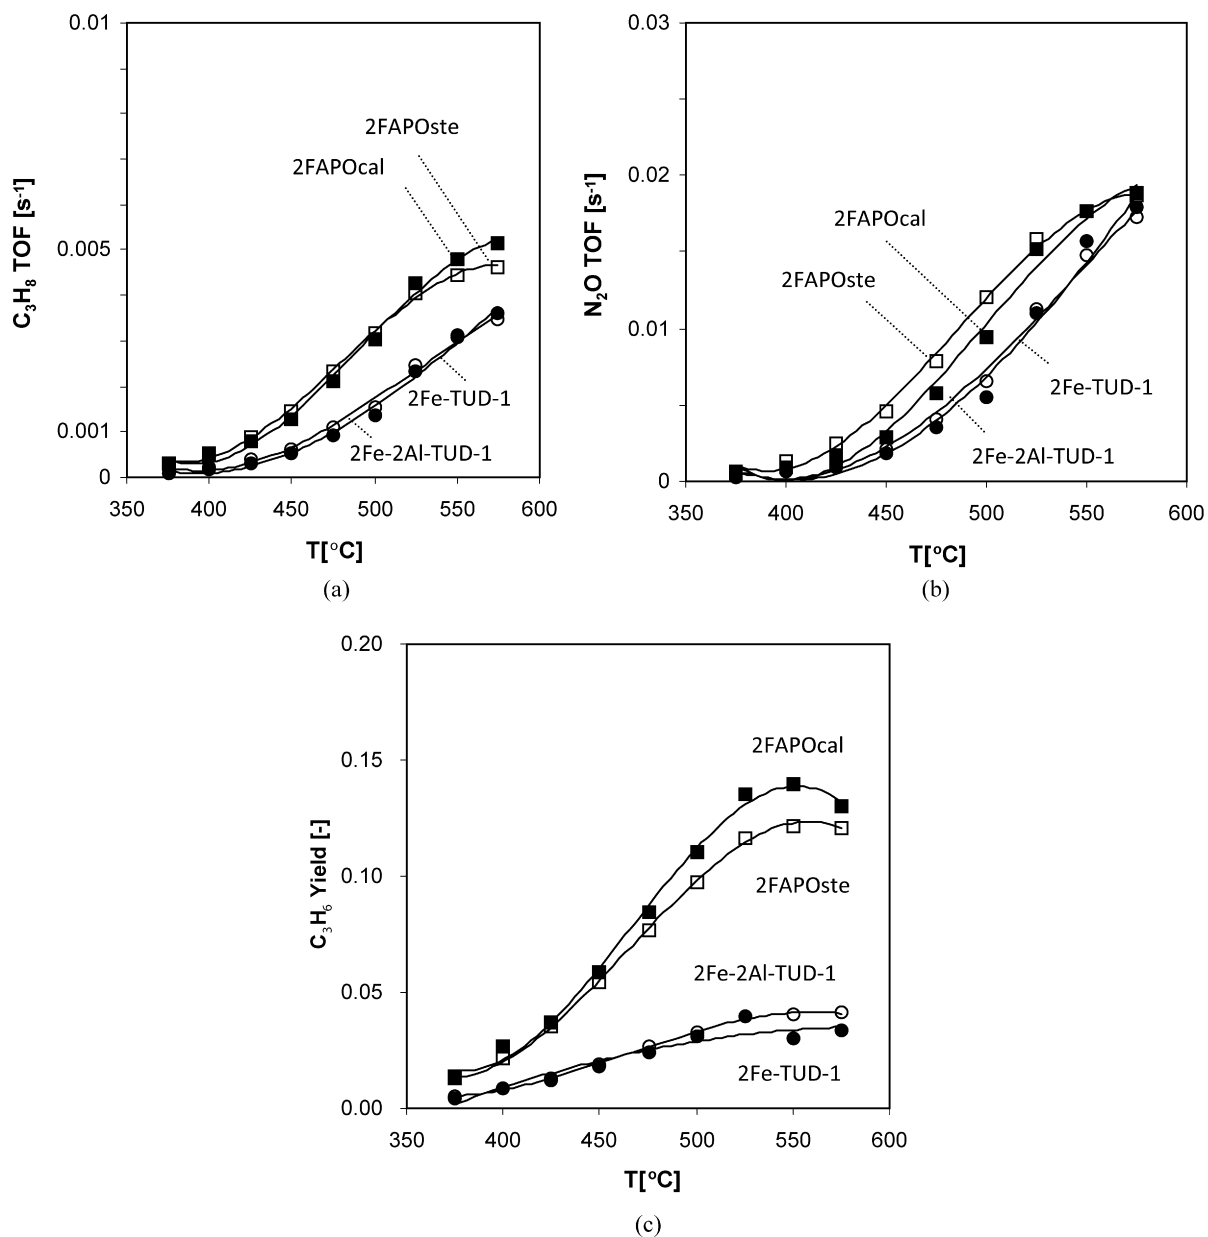 0.01
0.005
0.001
0
C3H8 TOF [s-1]
2FAPOste
2FAPOcal
2Fe-TUD-1
2Fe-2Al-TUD-1
350 400 450 500 550 600
T[°C]
(a)
0.03
0.02
0.01
0
N2O TOF [s-1]
2FAPOcal
2FAPOste
2Fe-TUD-1
2Fe-2Al-TUD-1
350 400 450 500 550 600
T[°C]
(b)
0.20
0.15
0.10
0.05
0.00
C3H6 Yield [-]
2FAPOcal
2FAPOste
2Fe-2Al-TUD-1
2Fe-TUD-1
350 400 450 500 550 600
T[°C]
(c)